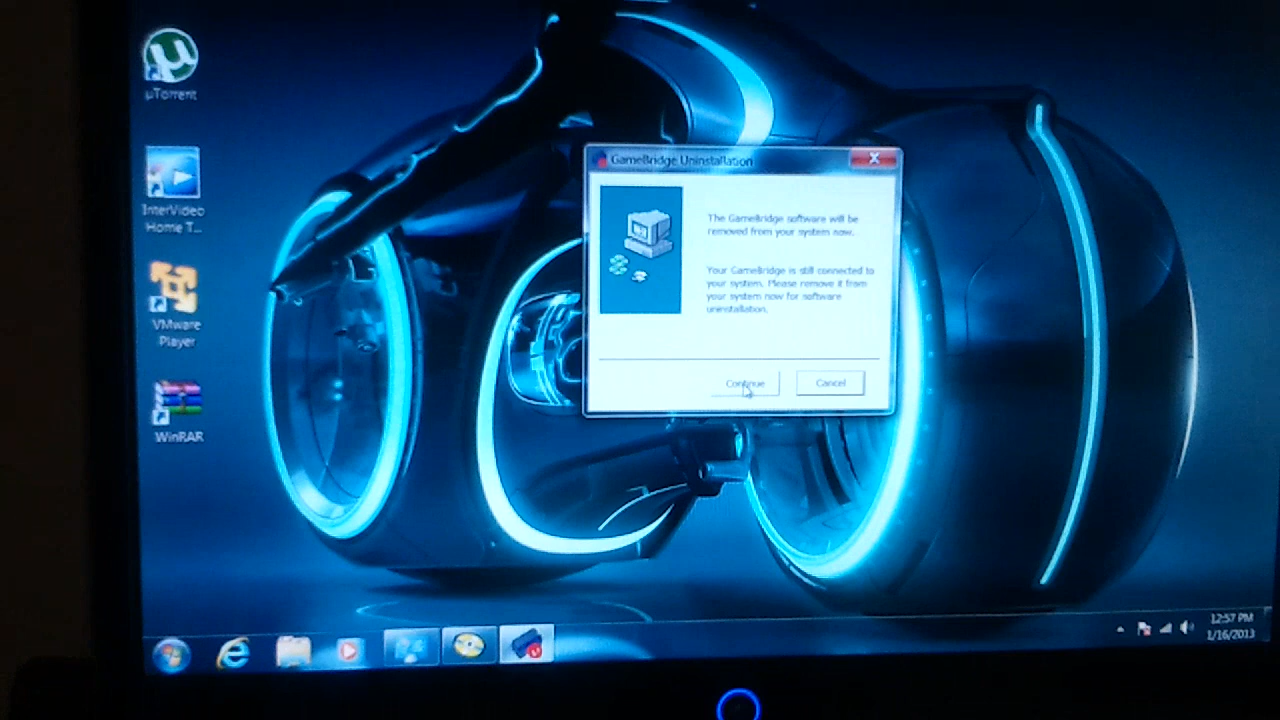 µTorrent
InterVideo
Home T...
VMware
Player
WinRAR
GameBridge Uninstallation
The GameBridge software will be
removed from your system now.
Your GameBridge is still connected to
your system. Please remove it from
your system now for software
uninstallation.
Continue
Cancel
12:57 PM
1/16/2013